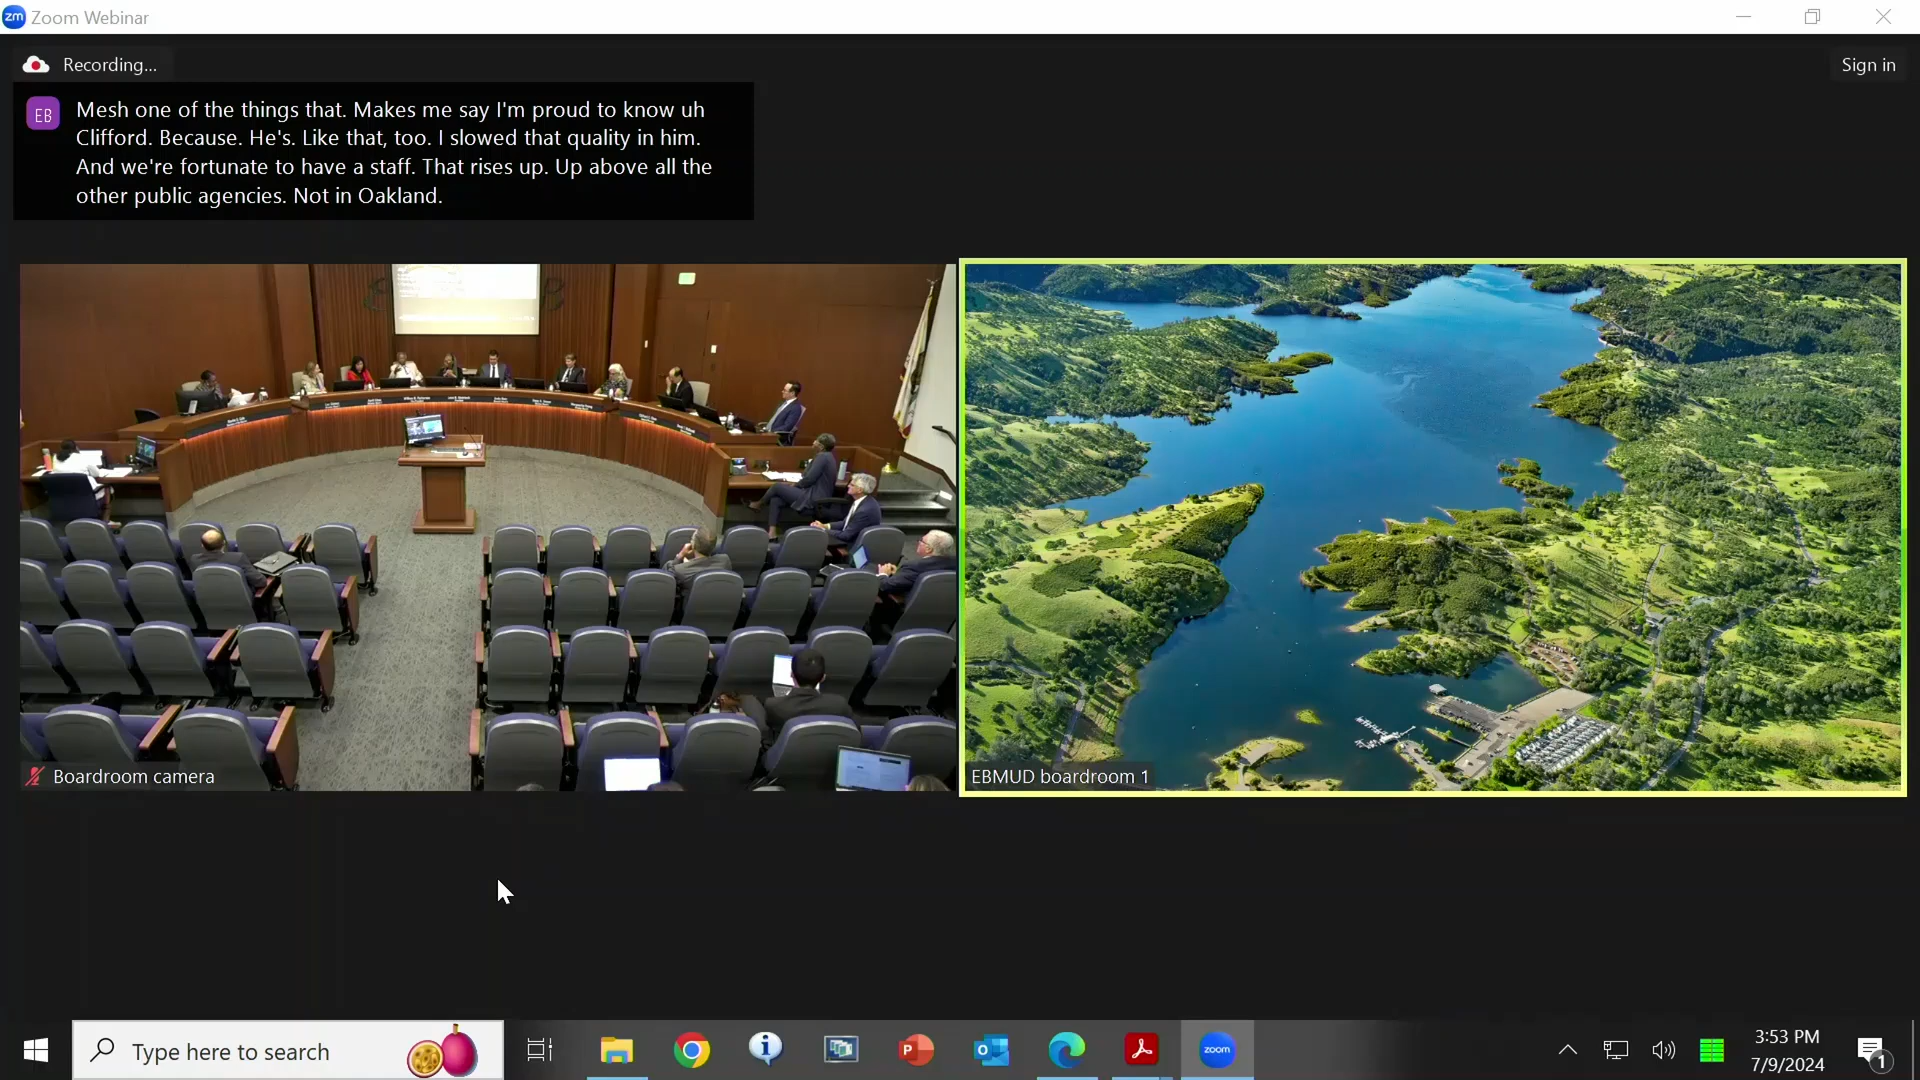 zm Zoom Webinar
Recording...
Sign in
EB
Mesh one of the things that. Makes me say I'm proud to know uh
Clifford. Because. He's. Like that, too. I slowed that quality in him.
And we're fortunate to have a staff. That rises up. Up above all the
other public agencies. Not in Oakland.
Boardroom camera
EBMUD boardroom 1
Type here to search
zoom
3:53 PM
7/9/2024
1